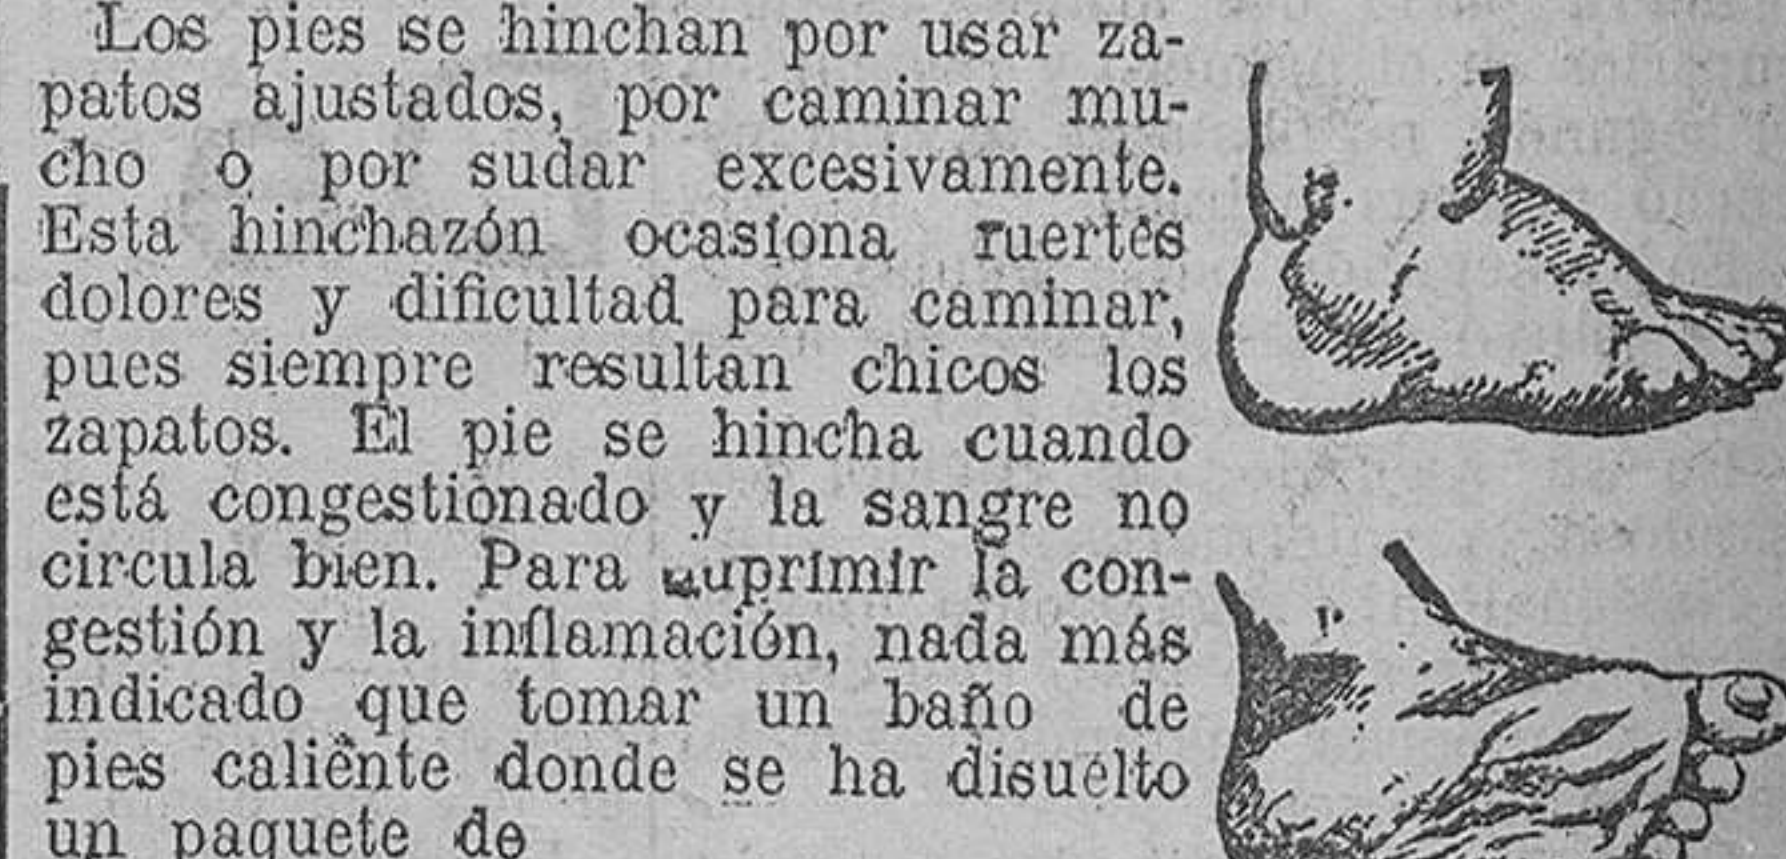 Los pies se hinchan por usar za-
patos ajustados, por caminar mu-
cho o por sudar excesivamente.
Esta hinchazón ocasiona fuertes
dolores y dificultad para caminar,
pues siempre resultan chicos los
zapatos. El pie se hincha cuando
está congestionado y la sangre no
circula bien. Para suprimir la con-
gestión y la inflamación, nada más
indicado que tomar un baño de
pies caliente donde se ha disuelto
un paquete de